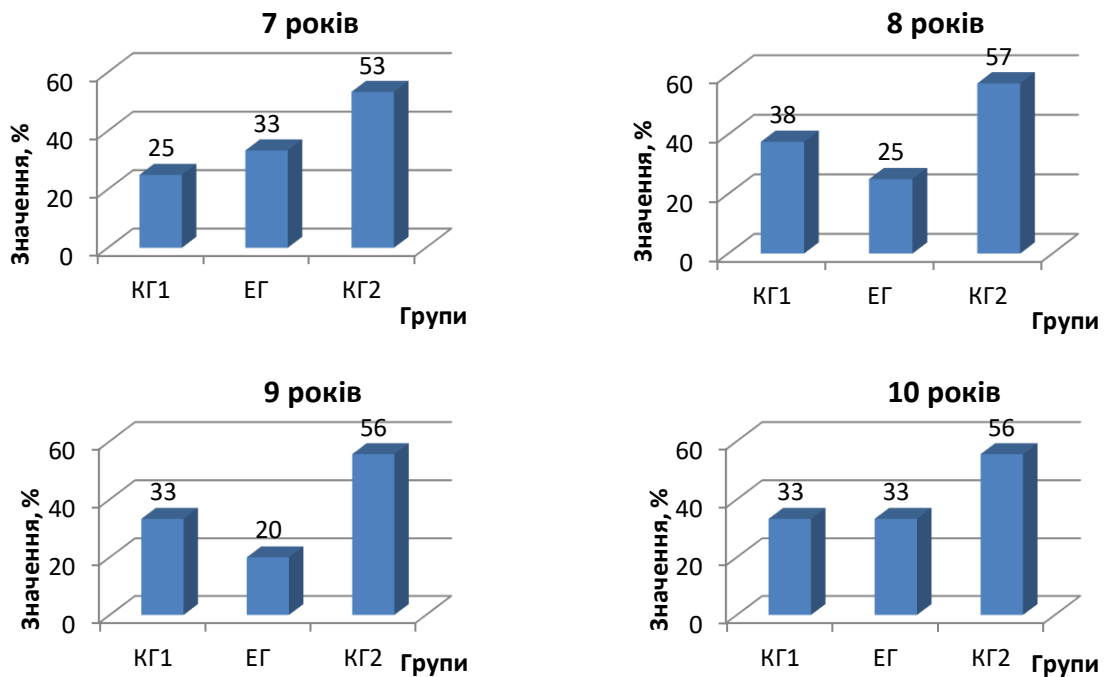 7 років
Значення, %
60
40
20
0
25
33
53
КГ1
ЕГ
КГ2
Групи
8 років
60
40
20
0
38
25
57
КГ1
ЕГ
КГ2
Групи
9 років
Значення, %
60
40
20
0
33
20
56
КГ1
ЕГ
КГ2
Групи
10 років
Значення, %
60
40
20
0
33
33
56
КГ1
ЕГ
КГ2
Групи
Значення, %